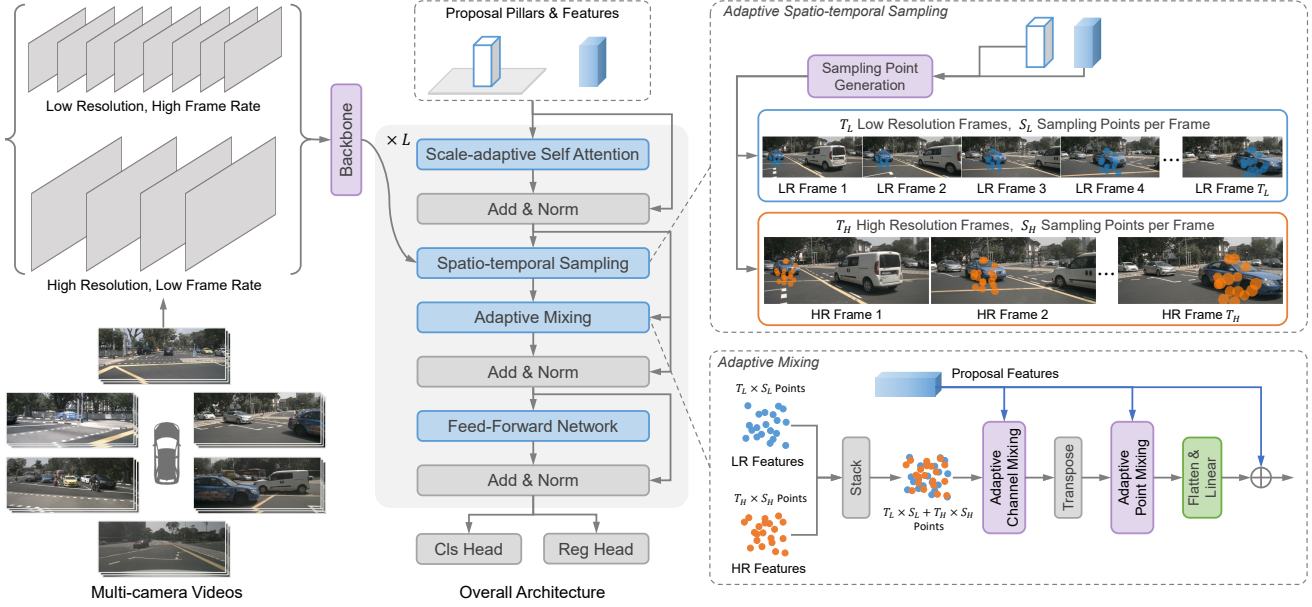 Low Resolution, High Frame Rate
High Resolution, Low Frame Rate
Multi-camera Videos
Backbone
Proposal Pillars & Features
× L
Scale-adaptive Self Attention
Add & Norm
Spatio-temporal Sampling
Adaptive Mixing
Add & Norm
Feed-Forward Network
Add & Norm
Cls Head
Reg Head
Overall Architecture
Adaptive Spatio-temporal Sampling
Sampling Point
Generation
T_L Low Resolution Frames, S_L Sampling Points per Frame
LR Frame 1
LR Frame 2
LR Frame 3
LR Frame 4
...
LR Frame T_L
T_H High Resolution Frames, S_H Sampling Points per Frame
HR Frame 1
HR Frame 2
...
HR Frame T_H
Adaptive Mixing
Proposal Features
T_L × S_L Points
LR Features
T_H × S_H Points
HR Features
Stack
T_L × S_L + T_H × S_H
Points
Adaptive
Channel Mixing
Transpose
Adaptive
Point Mixing
Flatten &
Linear